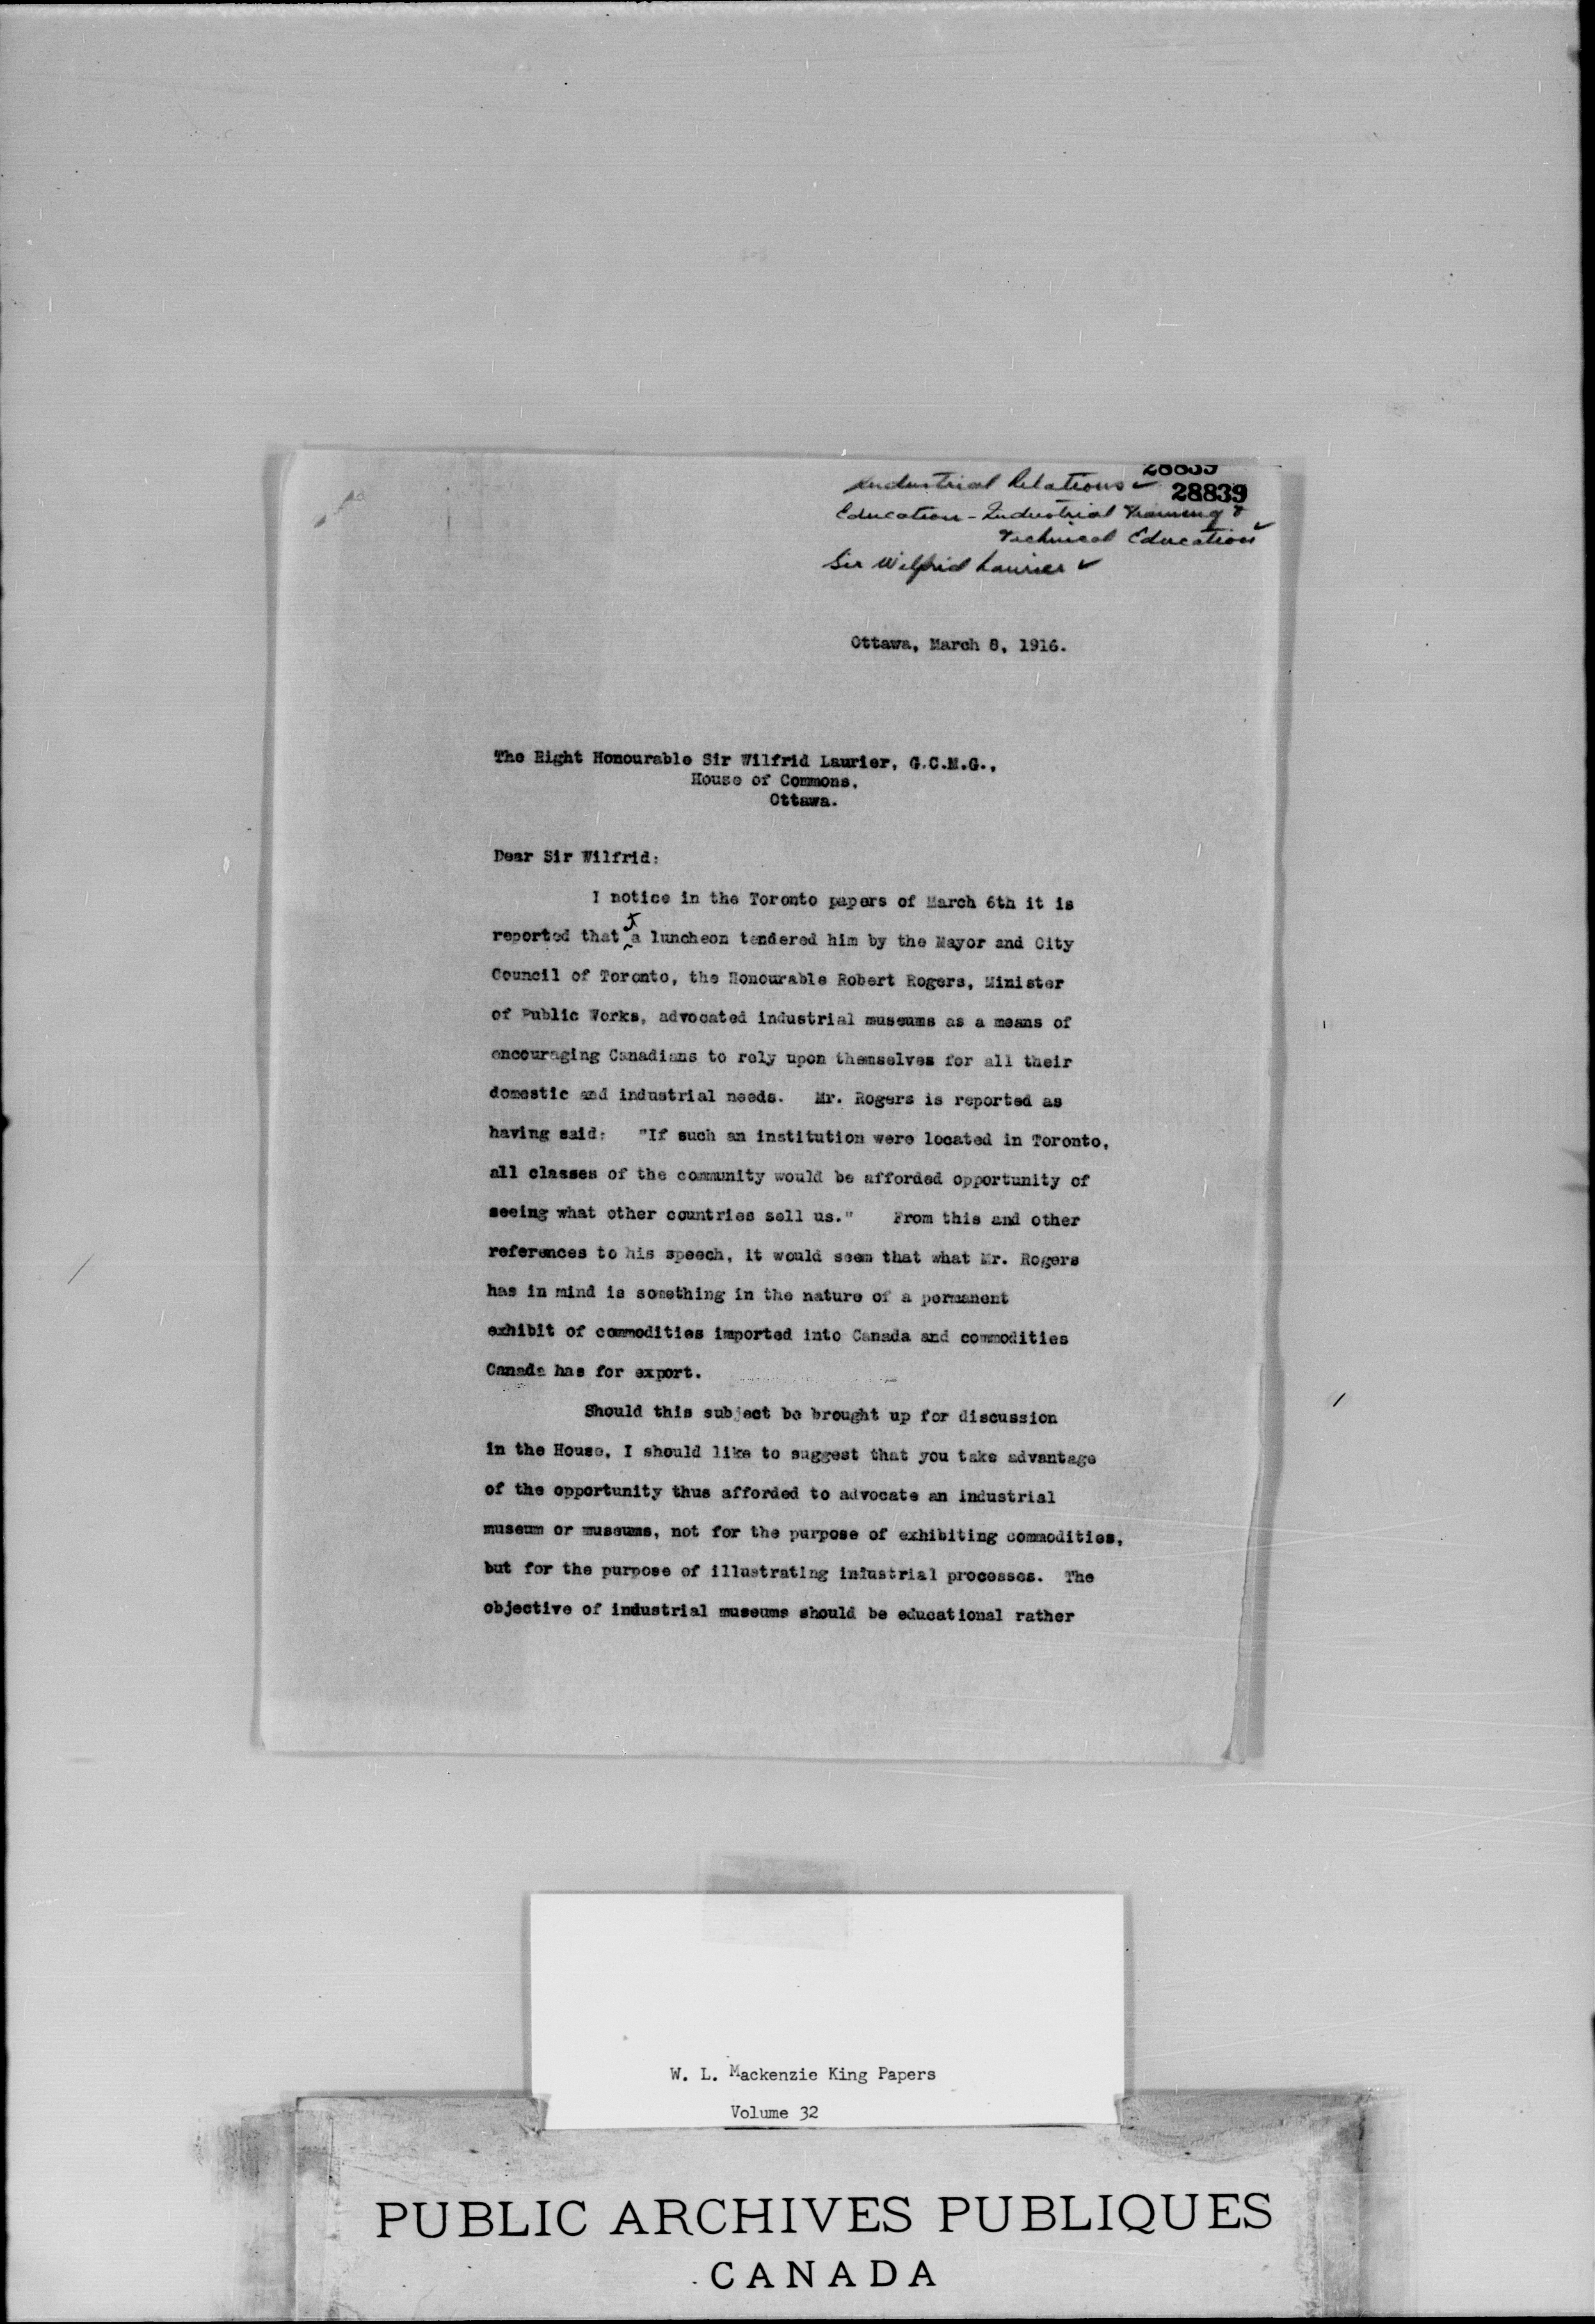 28839
Industrial Relations ✓ 28839
Education - Industrial Training &
Technical Education ✓
Sir Wilfrid Laurier ✓
Ottawa, March 8, 1916.
The Right Honourable Sir Wilfrid Laurier, G.C.M.G.,
House of Commons,
Ottawa.
Dear Sir Wilfrid:
I notice in the Toronto papers of March 6th it is
reported that a luncheon tendered him by the Mayor and City
Council of Toronto, the Honourable Robert Rogers, Minister
of Public Works, advocated industrial museums as a means of
encouraging Canadians to rely upon themselves for all their
domestic and industrial needs. Mr. Rogers is reported as
having said: "If such an institution were located in Toronto,
all classes of the community would be afforded opportunity of
seeing what other countries sell us." From this and other
references to his speech, it would seem that what Mr. Rogers
has in mind is something in the nature of a permanent
exhibit of commodities imported into Canada and commodities
Canada has for export.
Should this subject be brought up for discussion
in the House, I should like to suggest that you take advantage
of the opportunity thus afforded to advocate an industrial
museum or museums, not for the purpose of exhibiting commodities,
but for the purpose of illustrating industrial processes. The
objective of industrial museums should be educational rather
W. L. Mackenzie King Papers
Volume 32
PUBLIC ARCHIVES PUBLIQUES
CANADA